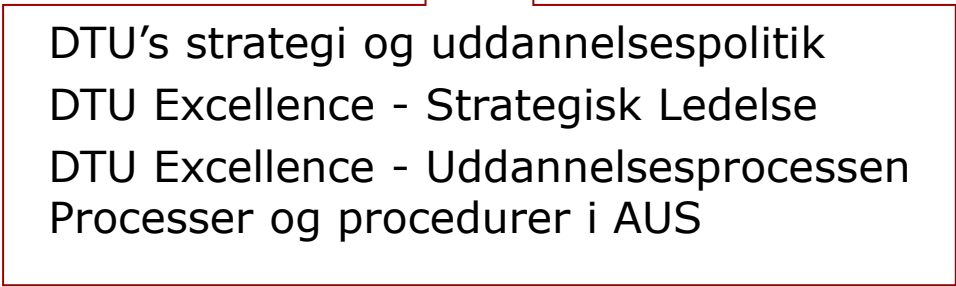 DTU’s strategi og uddannelsespolitik
DTU Excellence - Strategisk Ledelse
DTU Excellence - Uddannelsesprocessen
Processer og procedurer i AUS